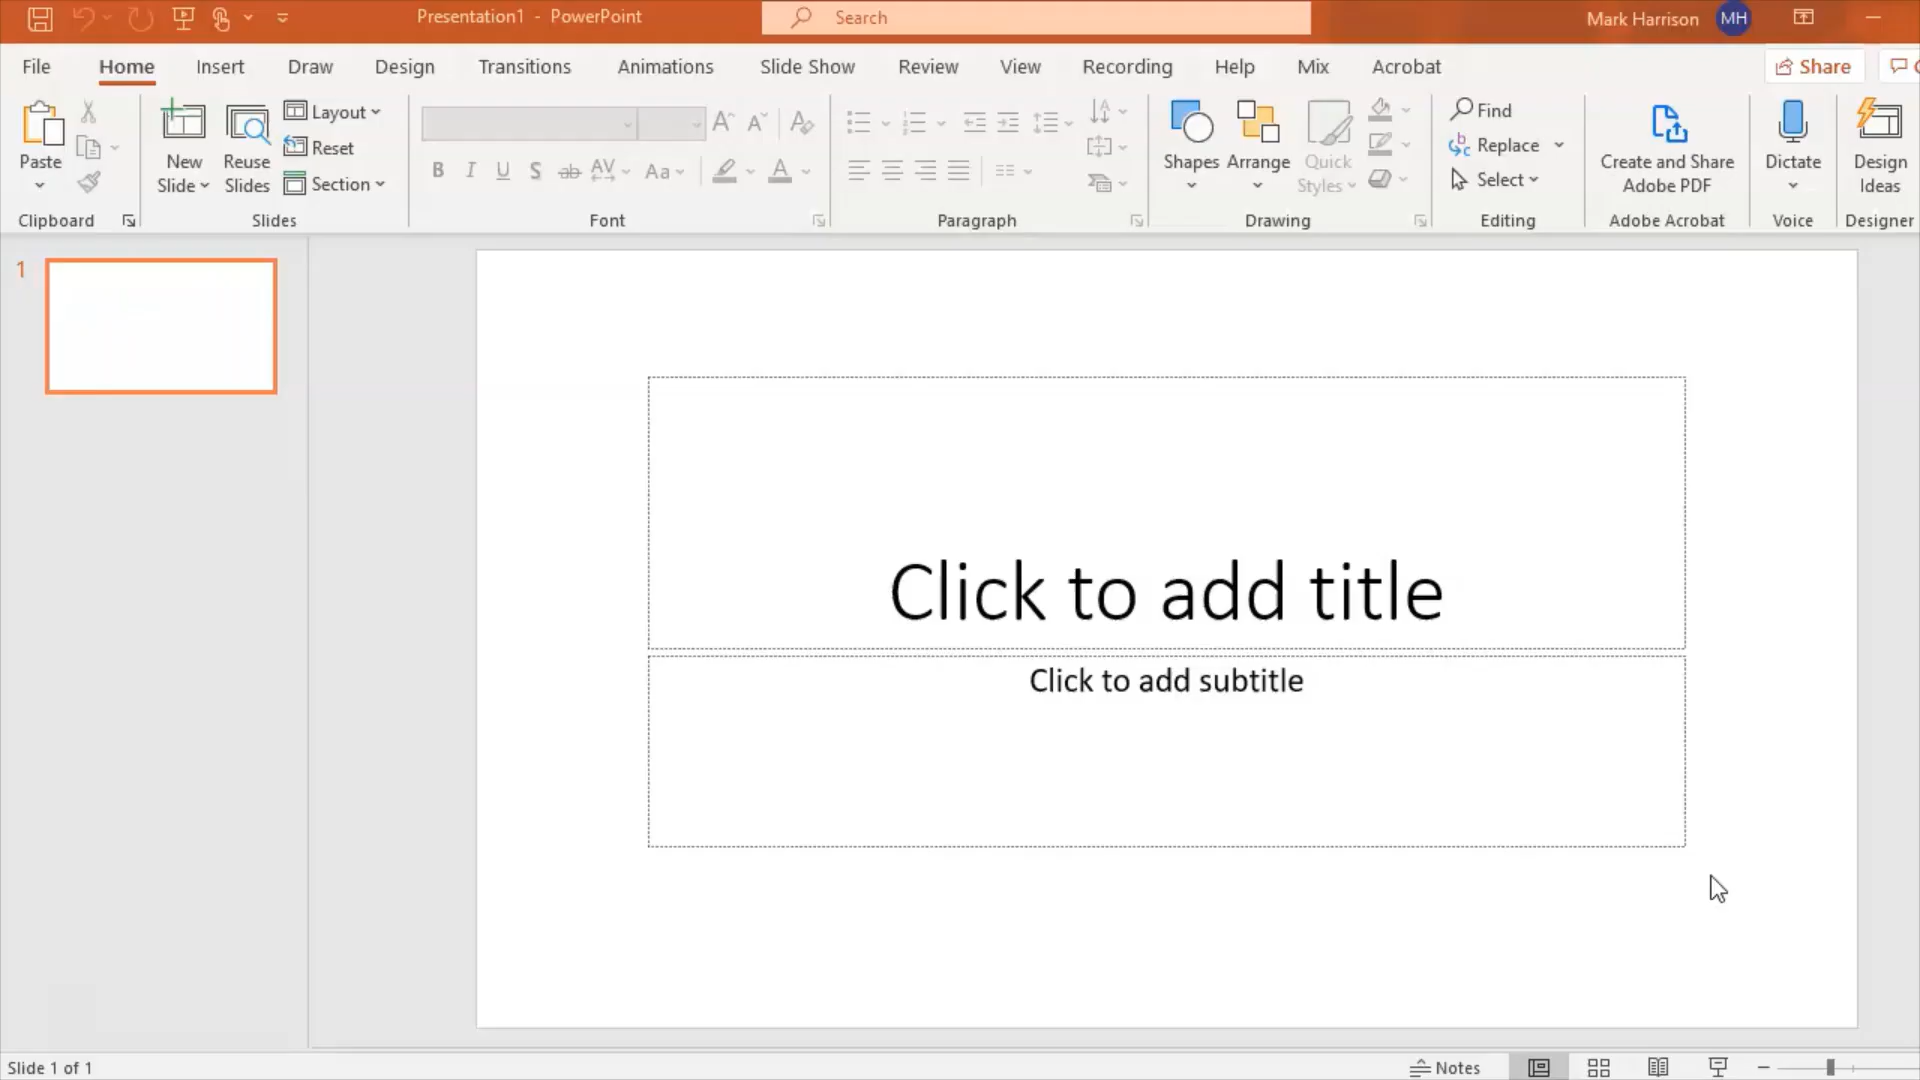 Presentation1 - PowerPoint
Search
Mark Harrison
MH
File Home Insert Draw Design Transitions Animations Slide Show Review View Recording Help Mix Acrobat
Share
Paste
Clipboard
New Slide
Reuse Slides
Layout
Reset
Section
Slides
B I U S ab AV Aa A
Font
Paragraph
Shapes
Arrange
Quick Styles
Drawing
Find
Replace
Select
Editing
Create and Share
Adobe PDF
Adobe Acrobat
Dictate
Voice
Design Ideas
Designer
1
Click to add title
Click to add subtitle
Slide 1 of 1
Notes